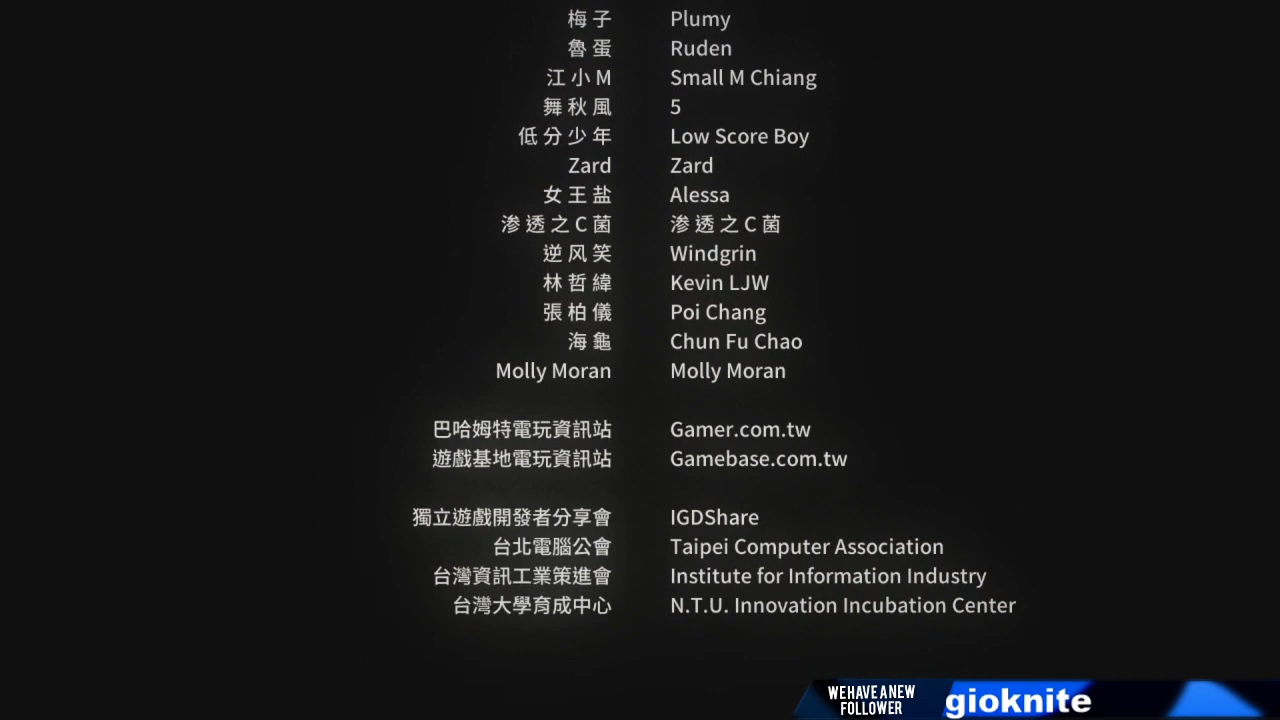 梅子 Plumy
魯蛋 Ruden
江小M Small M Chiang
舞秋風 5
低分少年 Low Score Boy
Zard Zard
女王盐 Alessa
渗透之C菌 渗透之C菌
逆风笑 Windgrin
林哲緯 Kevin LJW
張柏儀 Poi Chang
海龜 Chun Fu Chao
Molly Moran Molly Moran
巴哈姆特電玩資訊站 Gamer.com.tw
遊戲基地電玩資訊站 Gamebase.com.tw
獨立遊戲開發者分享會 IGDShare
台北電腦公會 Taipei Computer Association
台灣資訊工業策進會 Institute for Information Industry
台灣大學育成中心 N.T.U. Innovation Incubation Center
WE HAVE A NEW
FOLLOWER
gioknite